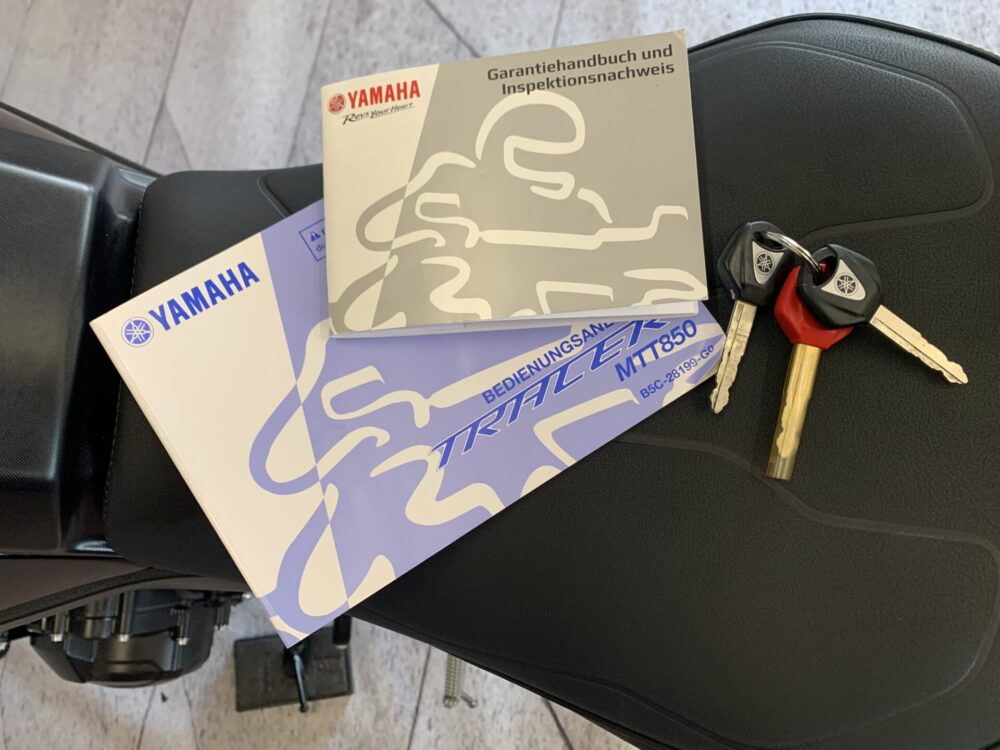 YAMAHA
Revs Your Heart
Garantiehandbuch und
Inspektionsnachweis
YAMAHA
TRACER
MTT850